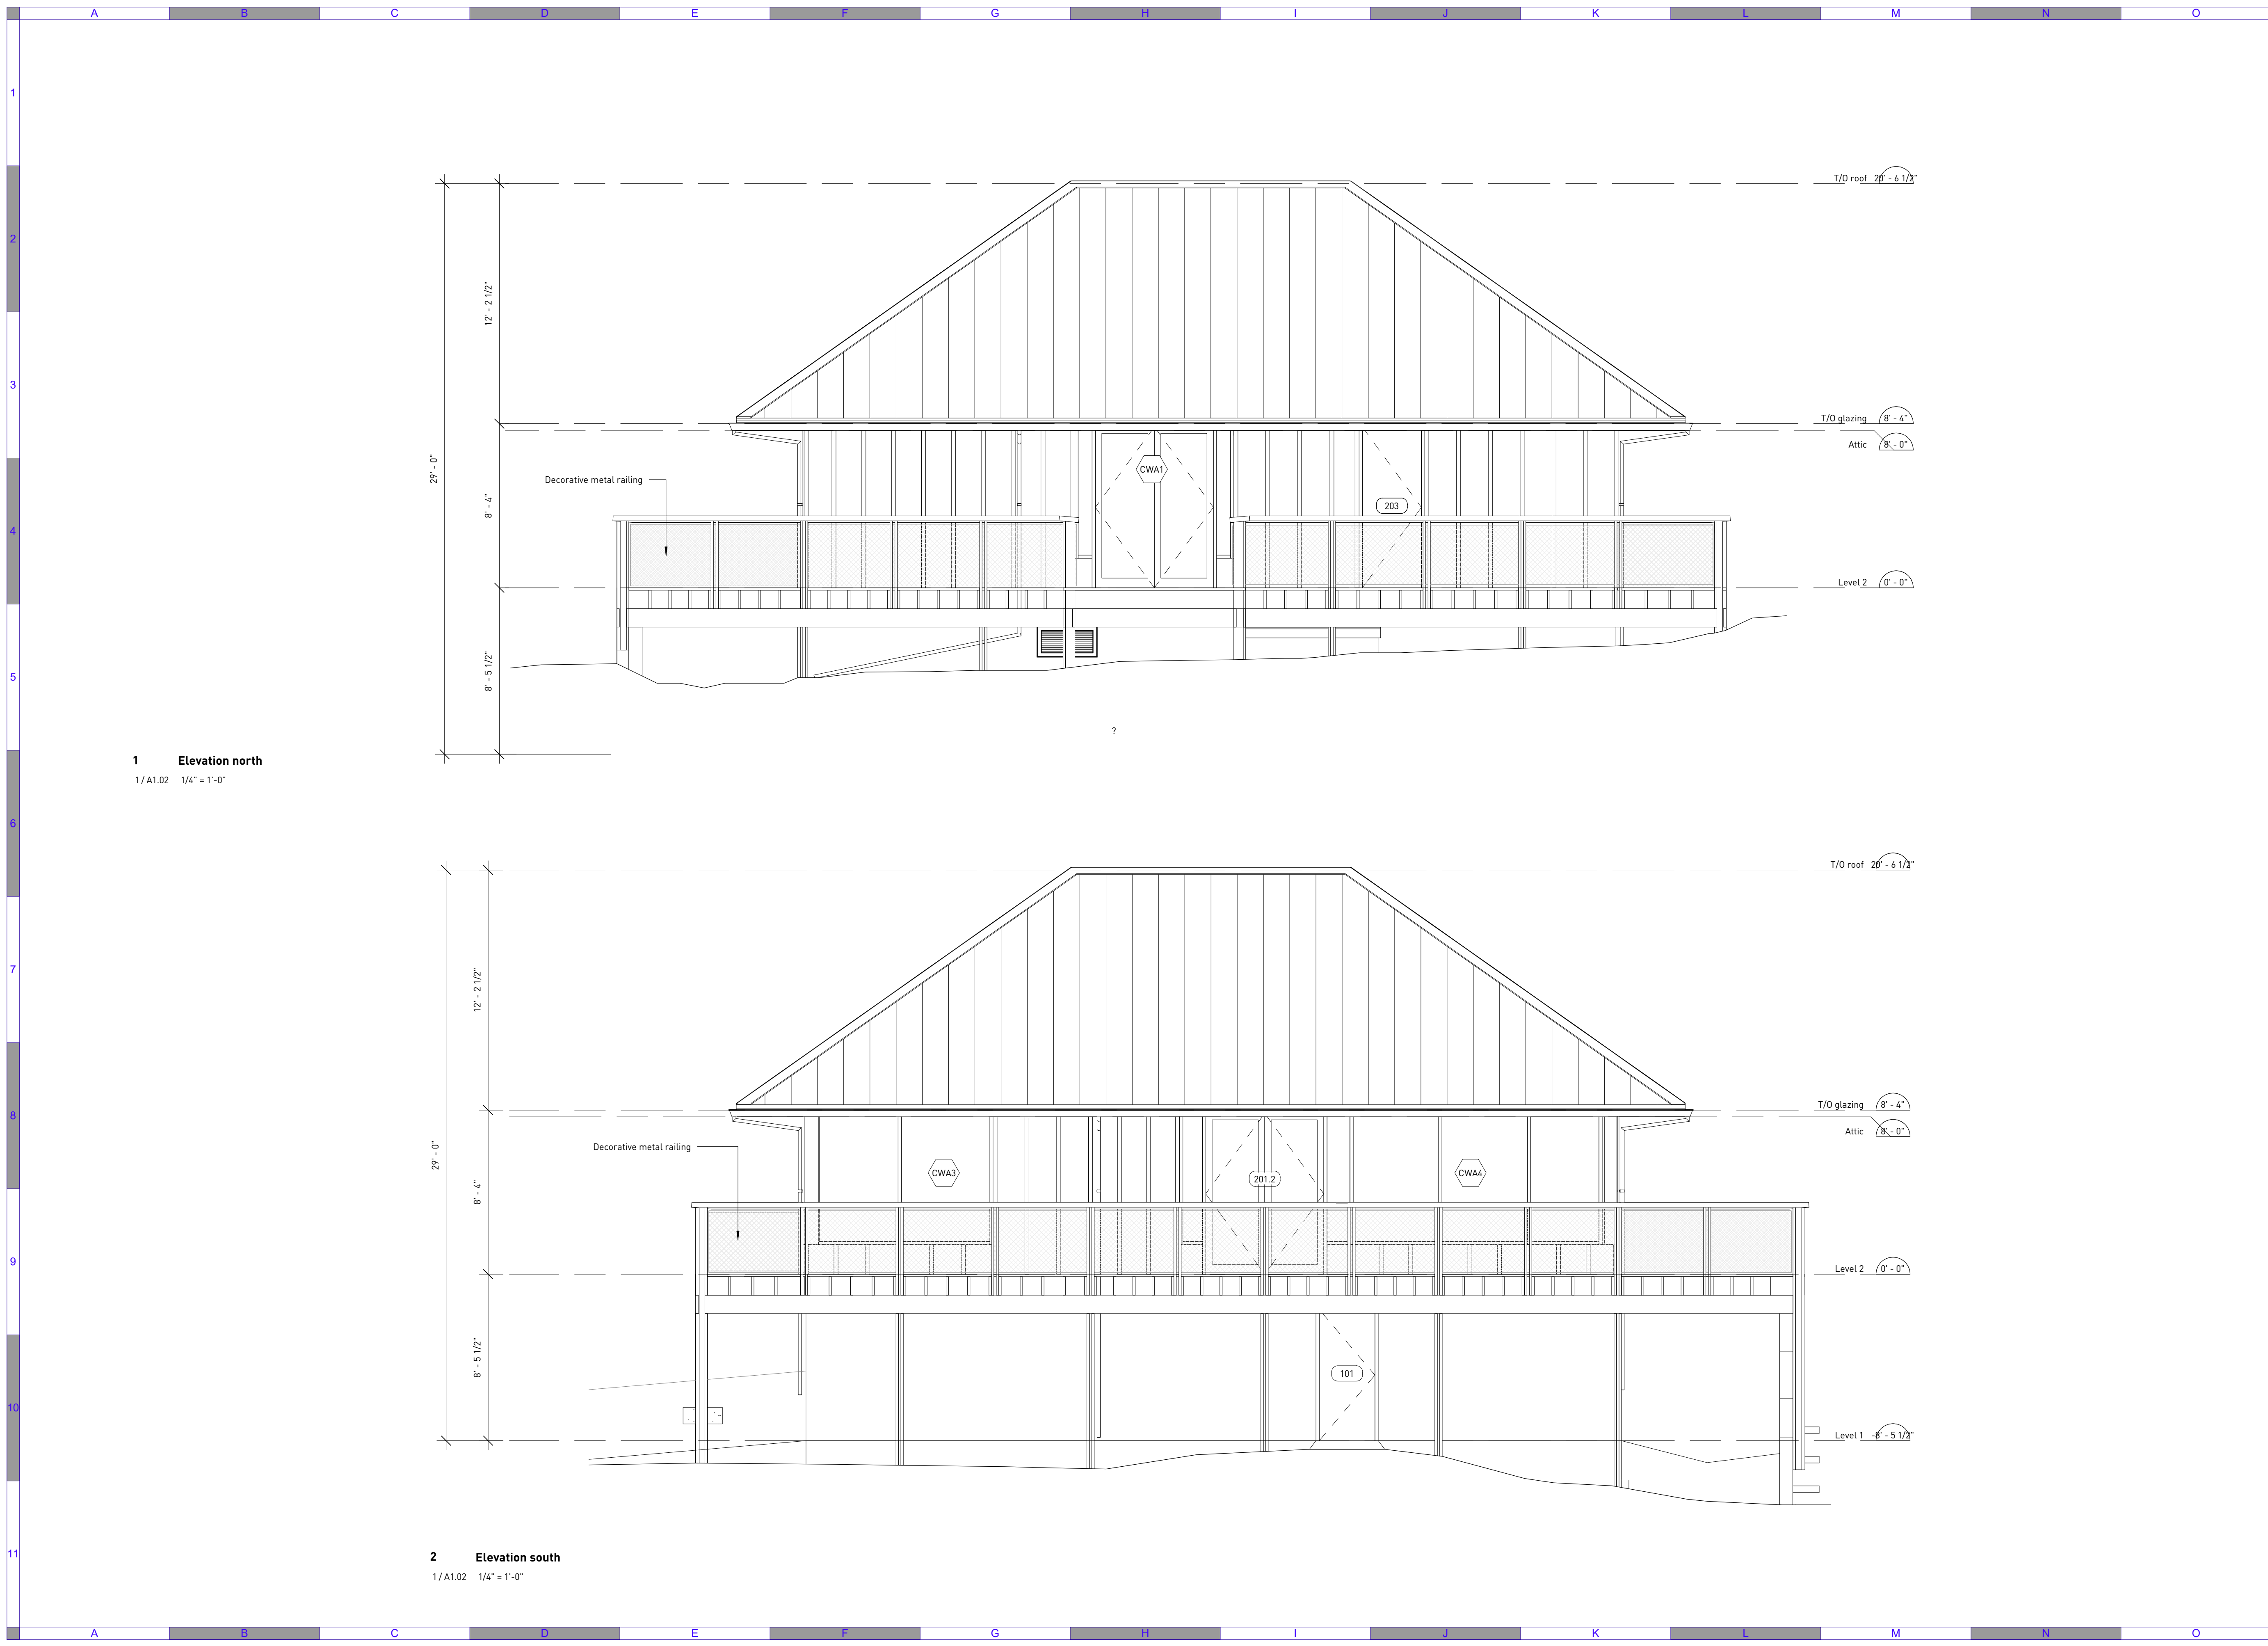 A B C D E F G H I J K L M N O
1
2
3
4
5
6
7
8
9
10
11
T/O roof 20' - 6 1/2"
12' - 2 1/2"
T/O glazing 8' - 4"
Attic 8' - 0"
29' - 0"
CWA1
Decorative metal railing
8' - 4"
203
Level 2 0' - 0"
8' - 5 1/2"
?
1 Elevation north
1 / A1.02 1/4" = 1'-0"
T/O roof 20' - 6 1/2"
12' - 2 1/2"
T/O glazing 8' - 4"
Attic 8' - 0"
Decorative metal railing
29' - 0"
CWA3
201.2
CWA4
8' - 4"
Level 2 0' - 0"
8' - 5 1/2"
101
Level 1 -8' - 5 1/2"
2 Elevation south
1 / A1.02 1/4" = 1'-0"
A B C D E F G H I J K L M N O